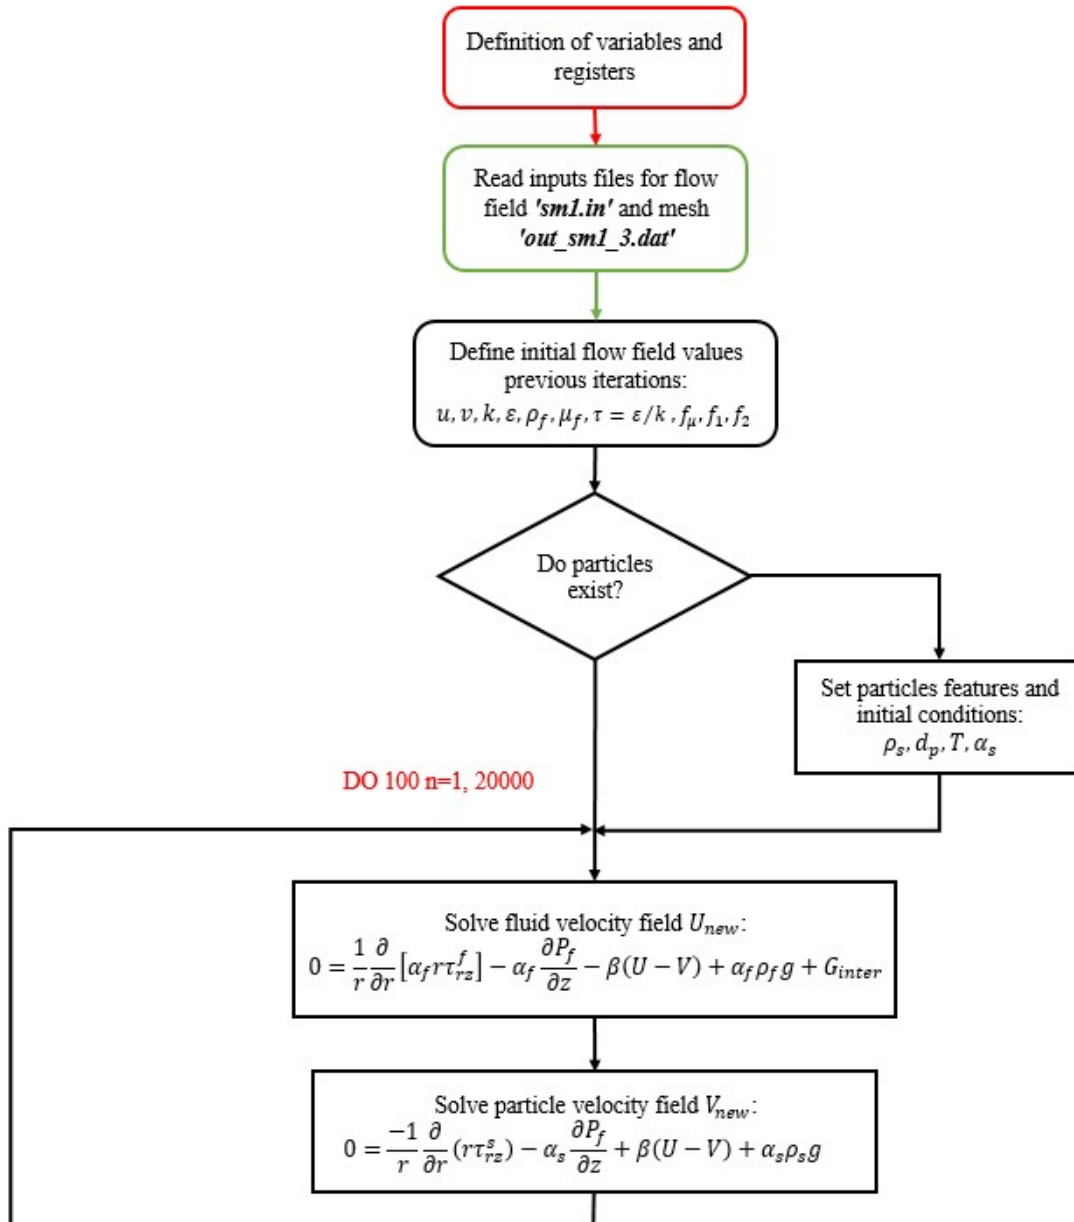 Definition of variables and
registers
Read inputs files for flow
field 'sm1.in' and mesh
'out_sm1_3.dat'
Define initial flow field values
previous iterations:
u, v, k, ε, ρ_f, μ_f, τ = ε/k , f_μ, f_1, f_2
Do particles
exist?
Set particles features and
initial conditions:
ρ_s, d_p, T, α_s
DO 100 n=1, 20000
Solve fluid velocity field U_new:
0 = 1/r ∂/∂r [α_f r τ_rz^f] − α_f ∂P_f/∂z − β(U − V) + α_f ρ_f g + G_inter
Solve particle velocity field V_new:
0 = −1/r ∂/∂r (r τ_rz^s) − α_s ∂P_f/∂z + β(U − V) + α_s ρ_s g